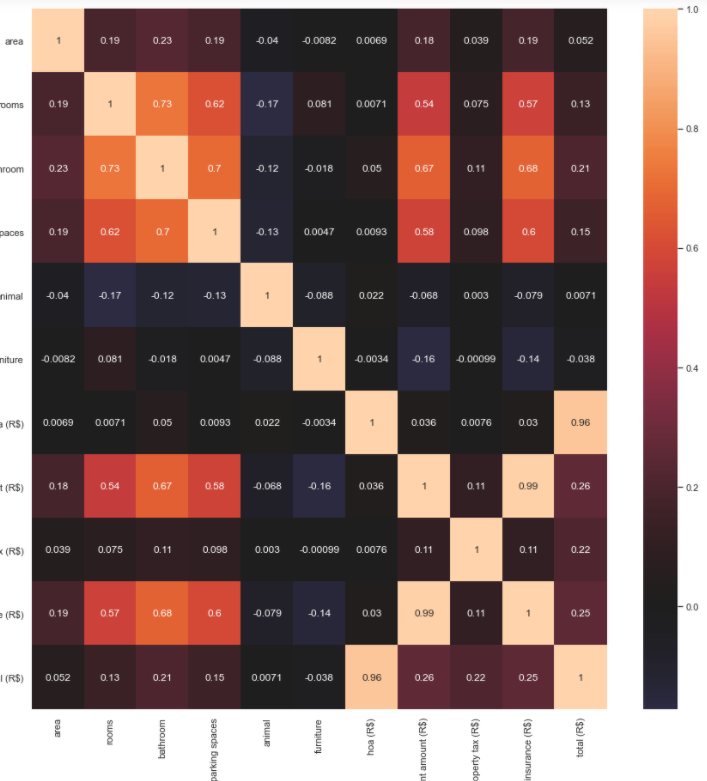 area 1 0.19 0.23 0.19 -0.04 -0.0082 0.0069 0.18 0.039 0.19 0.052
ooms 0.19 1 0.73 0.62 -0.17 0.081 0.0071 0.54 0.075 0.57 0.13
hroom 0.23 0.73 1 0.7 -0.12 -0.018 0.05 0.67 0.11 0.68 0.21
paces 0.19 0.62 0.7 1 -0.13 0.0047 0.0093 0.58 0.098 0.6 0.15
nimal -0.04 -0.17 -0.12 -0.13 1 -0.088 0.022 -0.068 0.003 -0.079 0.0071
niture -0.0082 0.081 -0.018 0.0047 -0.088 1 -0.0034 -0.16 -0.00099 -0.14 -0.038
a (R$) 0.0069 0.0071 0.05 0.0093 0.022 -0.0034 1 0.036 0.0076 0.03 0.96
t (R$) 0.18 0.54 0.67 0.58 -0.068 -0.16 0.036 1 0.11 0.99 0.26
x (R$) 0.039 0.075 0.11 0.098 0.003 -0.00099 0.0076 0.11 1 0.11 0.22
e (R$) 0.19 0.57 0.68 0.6 -0.079 -0.14 0.03 0.99 0.11 1 0.25
l (R$) 0.052 0.13 0.21 0.15 0.0071 -0.038 0.96 0.26 0.22 0.25 1
area
rooms
bathroom
parking spaces
animal
furniture
hoa (R$)
nt amount (R$)
operty tax (R$)
insurance (R$)
total (R$)
1.0
0.8
0.6
0.4
0.2
0.0